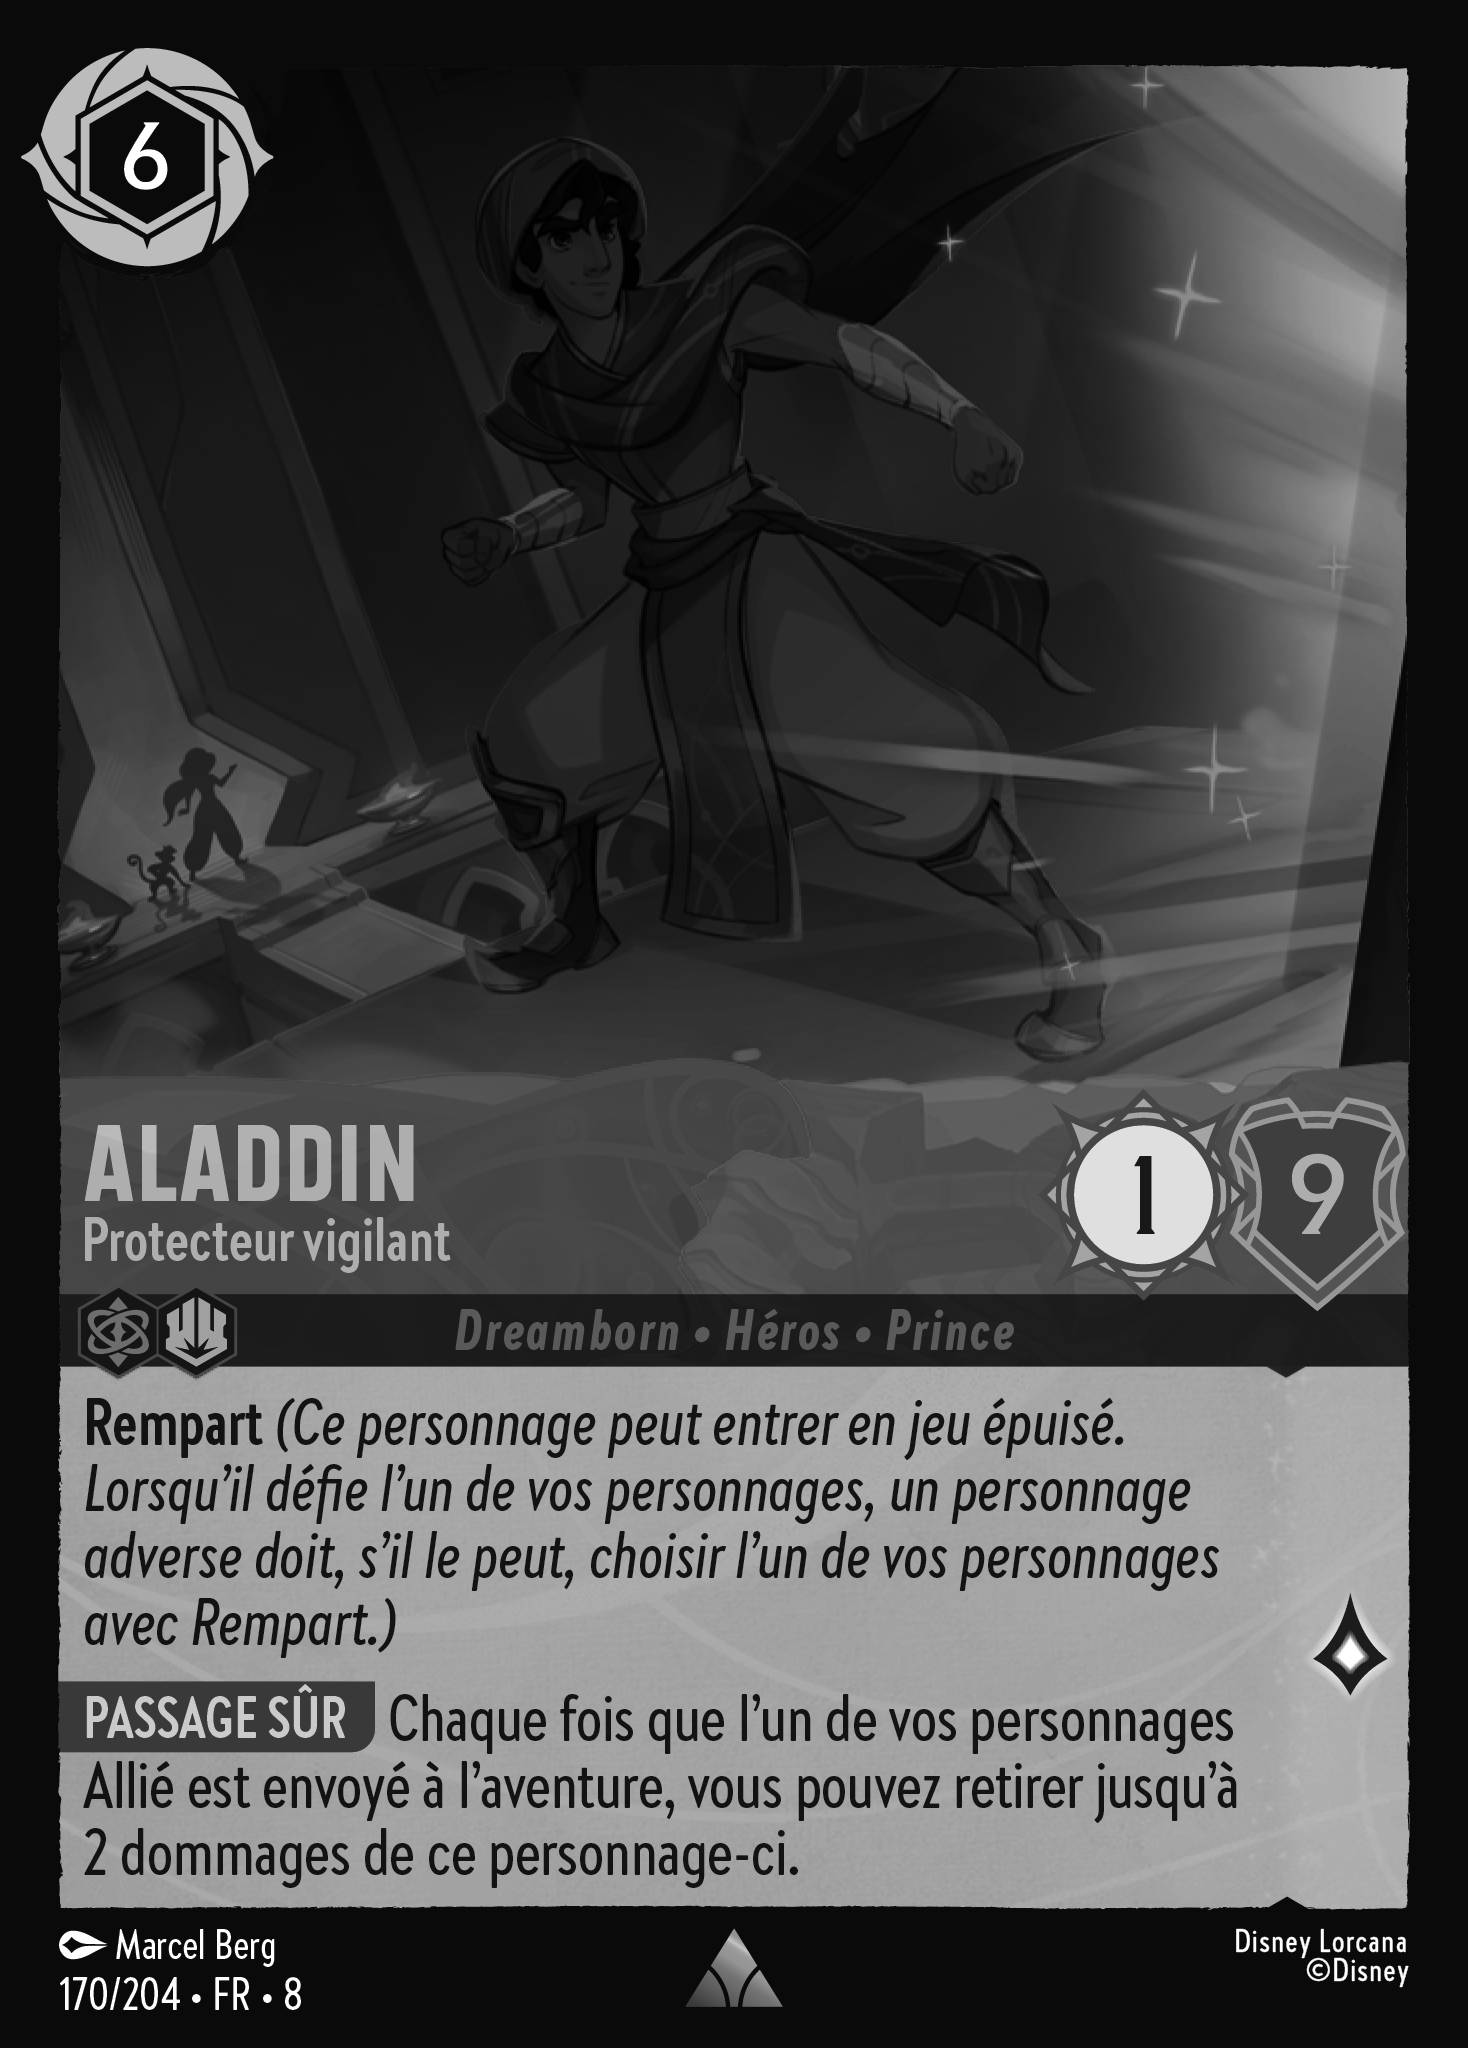 6
ALADDIN
Protecteur vigilant
1
9
Dreamborn • Héros • Prince
Rempart (Ce personnage peut entrer en jeu épuisé.
Lorsqu'il défie l'un de vos personnages, un personnage
adverse doit, s'il le peut, choisir l'un de vos personnages
avec Rempart.)
PASSAGE SÛR Chaque fois que l'un de vos personnages
Allié est envoyé à l'aventure, vous pouvez retirer jusqu'à
2 dommages de ce personnage-ci.
Marcel Berg
170/204 • FR • 8
Disney Lorcana
©Disney